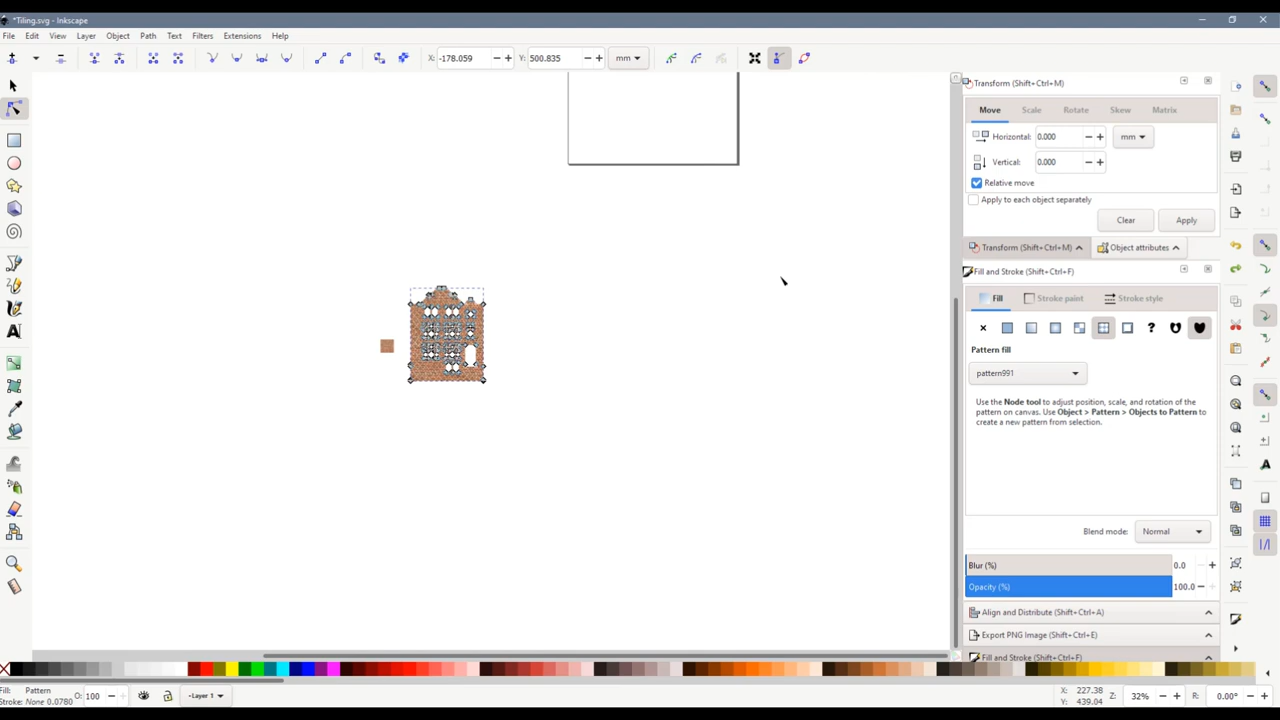 *Tiling.svg - Inkscape
File Edit View Layer Object Path Text Filters Extensions Help
X: -178.059 Y: 500.835 mm
Transform (Shift+Ctrl+M)
Move Scale Rotate Skew Matrix
Horizontal: 0.000 mm
Vertical: 0.000
Relative move
Apply to each object separately
Clear Apply
Transform (Shift+Ctrl+M) Object attributes
Fill and Stroke (Shift+Ctrl+F)
Fill Stroke paint Stroke style
Pattern fill
pattern991
Use the Node tool to adjust position, scale, and rotation of the
pattern on canvas. Use Object > Pattern > Objects to Pattern to
create a new pattern from selection.
Blend mode: Normal
Blur (%) 0.0
Opacity (%) 100.0
Align and Distribute (Shift+Ctrl+A)
Export PNG Image (Shift+Ctrl+E)
Fill and Stroke (Shift+Ctrl+F)
Fill: Pattern O: 100 Layer 1 X: 227.38 Z: 32% R: 0.00°
Stroke: None 0.0780 Y: 439.04